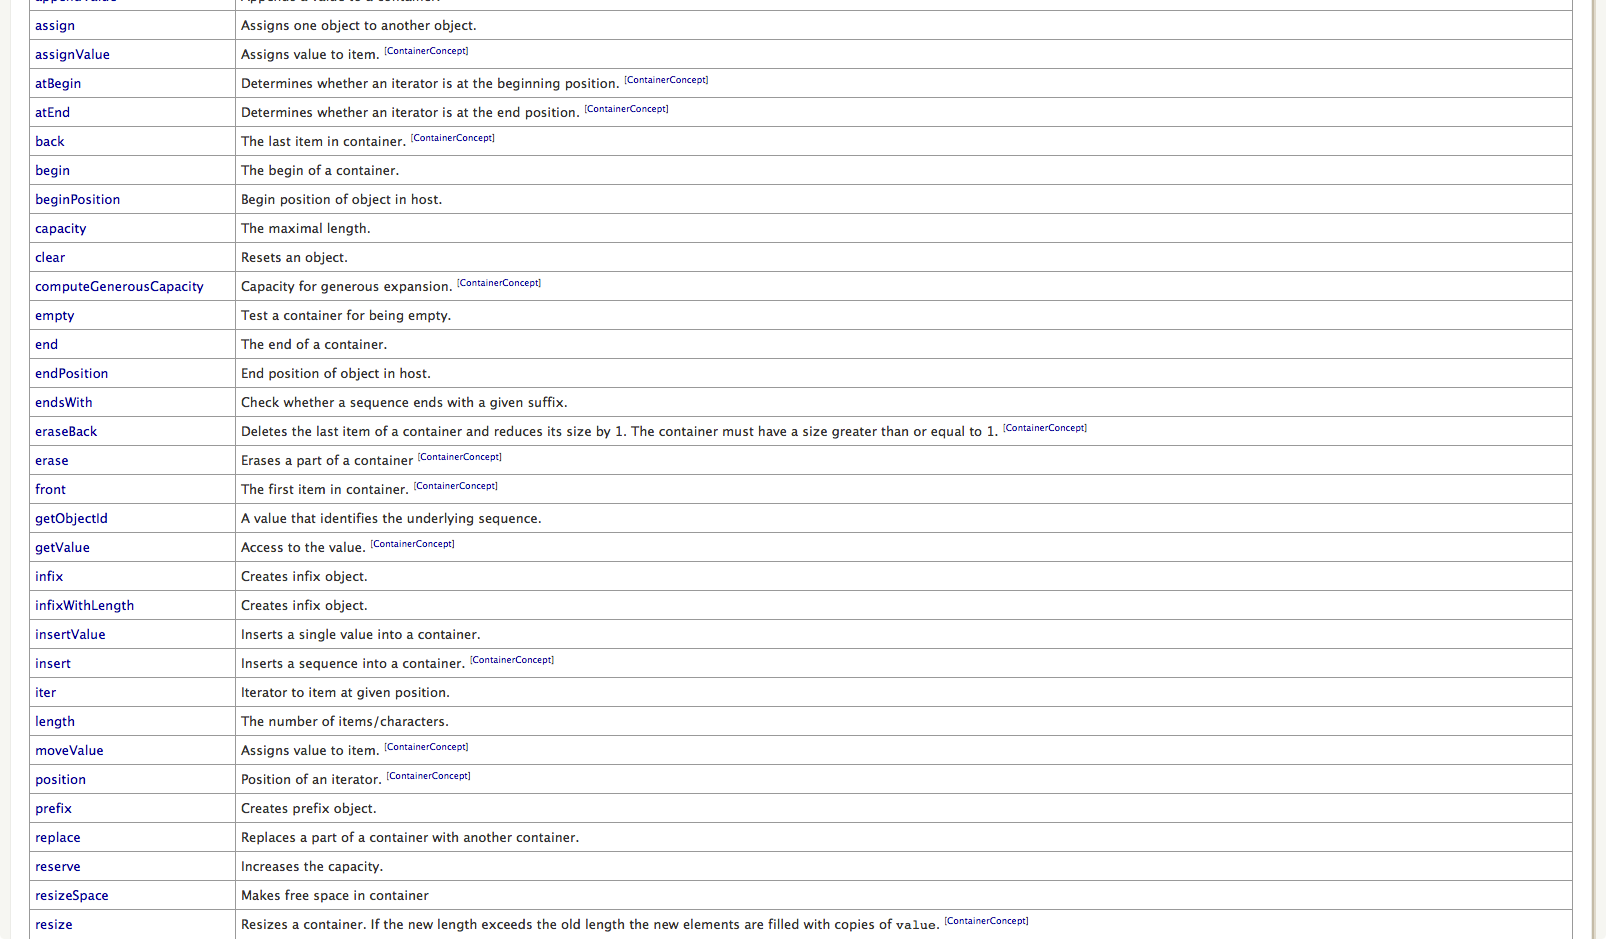 assign Assigns one object to another object.
assignValue Assigns value to item. [ContainerConcept]
atBegin Determines whether an iterator is at the beginning position. [ContainerConcept]
atEnd Determines whether an iterator is at the end position. [ContainerConcept]
back The last item in container. [ContainerConcept]
begin The begin of a container.
beginPosition Begin position of object in host.
capacity The maximal length.
clear Resets an object.
computeGenerousCapacity Capacity for generous expansion. [ContainerConcept]
empty Test a container for being empty.
end The end of a container.
endPosition End position of object in host.
endsWith Check whether a sequence ends with a given suffix.
eraseBack Deletes the last item of a container and reduces its size by 1. The container must have a size greater than or equal to 1. [ContainerConcept]
erase Erases a part of a container [ContainerConcept]
front The first item in container. [ContainerConcept]
getObjectId A value that identifies the underlying sequence.
getValue Access to the value. [ContainerConcept]
infix Creates infix object.
infixWithLength Creates infix object.
insertValue Inserts a single value into a container.
insert Inserts a sequence into a container. [ContainerConcept]
iter Iterator to item at given position.
length The number of items/characters.
moveValue Assigns value to item. [ContainerConcept]
position Position of an iterator. [ContainerConcept]
prefix Creates prefix object.
replace Replaces a part of a container with another container.
reserve Increases the capacity.
resizeSpace Makes free space in container
resize Resizes a container. If the new length exceeds the old length the new elements are filled with copies of value. [ContainerConcept]